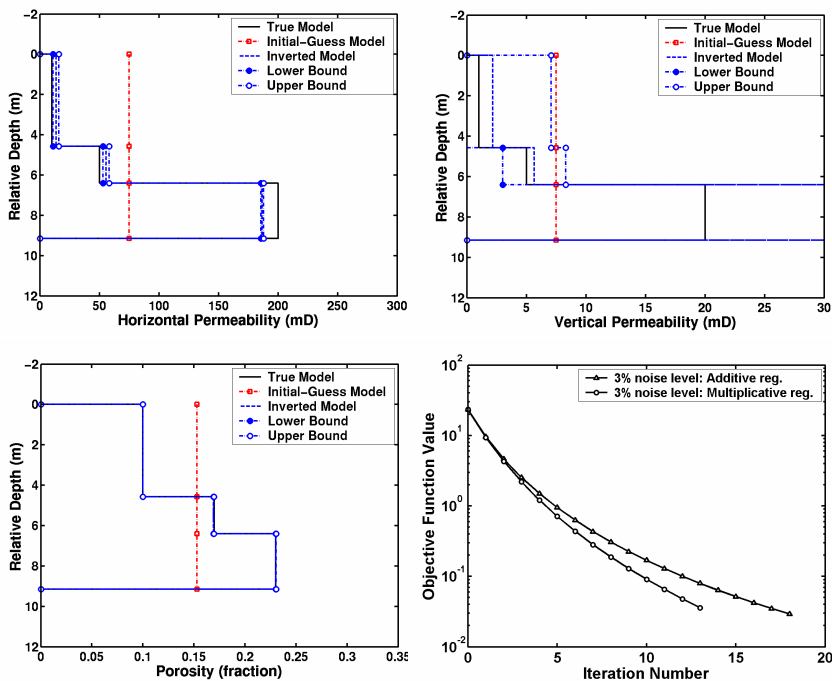 −2
0
2
4
6
8
10
12
Relative Depth (m)
0
50
100
150
200
250
300
Horizontal Permeability (mD)
True Model
Initial−Guess Model
Inverted Model
Lower Bound
Upper Bound
−2
0
2
4
6
8
10
12
Relative Depth (m)
0
5
10
15
20
25
30
Vertical Permeability (mD)
True Model
Initial−Guess Model
Inverted Model
Lower Bound
Upper Bound
−2
0
2
4
6
8
10
12
Relative Depth (m)
0
0.05
0.1
0.15
0.2
0.25
0.3
0.35
Porosity (fraction)
True Model
Initial−Guess Model
Inverted Model
Lower Bound
Upper Bound
10^2
10^1
10^0
10^−1
10^−2
Objective Function Value
0
5
10
15
20
Iteration Number
3% noise level: Additive reg.
3% noise level: Multiplicative reg.